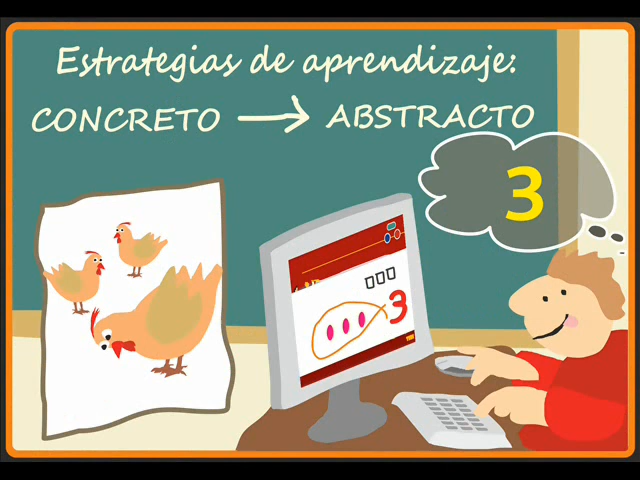 Estrategias de aprendizaje:
CONCRETO → ABSTRACTO
3
3